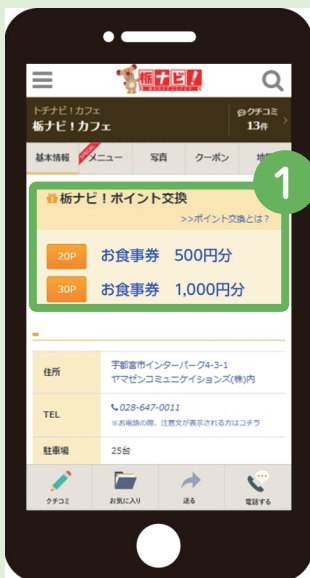 栃ナビ!
トチナビ!カフェ
栃ナビ!カフェ
クチコミ
13件
基本情報 メニュー 写真 クーポン
1
栃ナビ!ポイント交換
>>ポイント交換とは?
20P お食事券 500円分
30P お食事券 1,000円分
住所
宇都宮市インターパーク4-3-1
ヤマゼンコミュニケイションズ(株)内
TEL
028-647-0011
※お電話の際、注意文が表示される方はコチラ
駐車場
25台
クチコミ お気に入り 送る 電話する